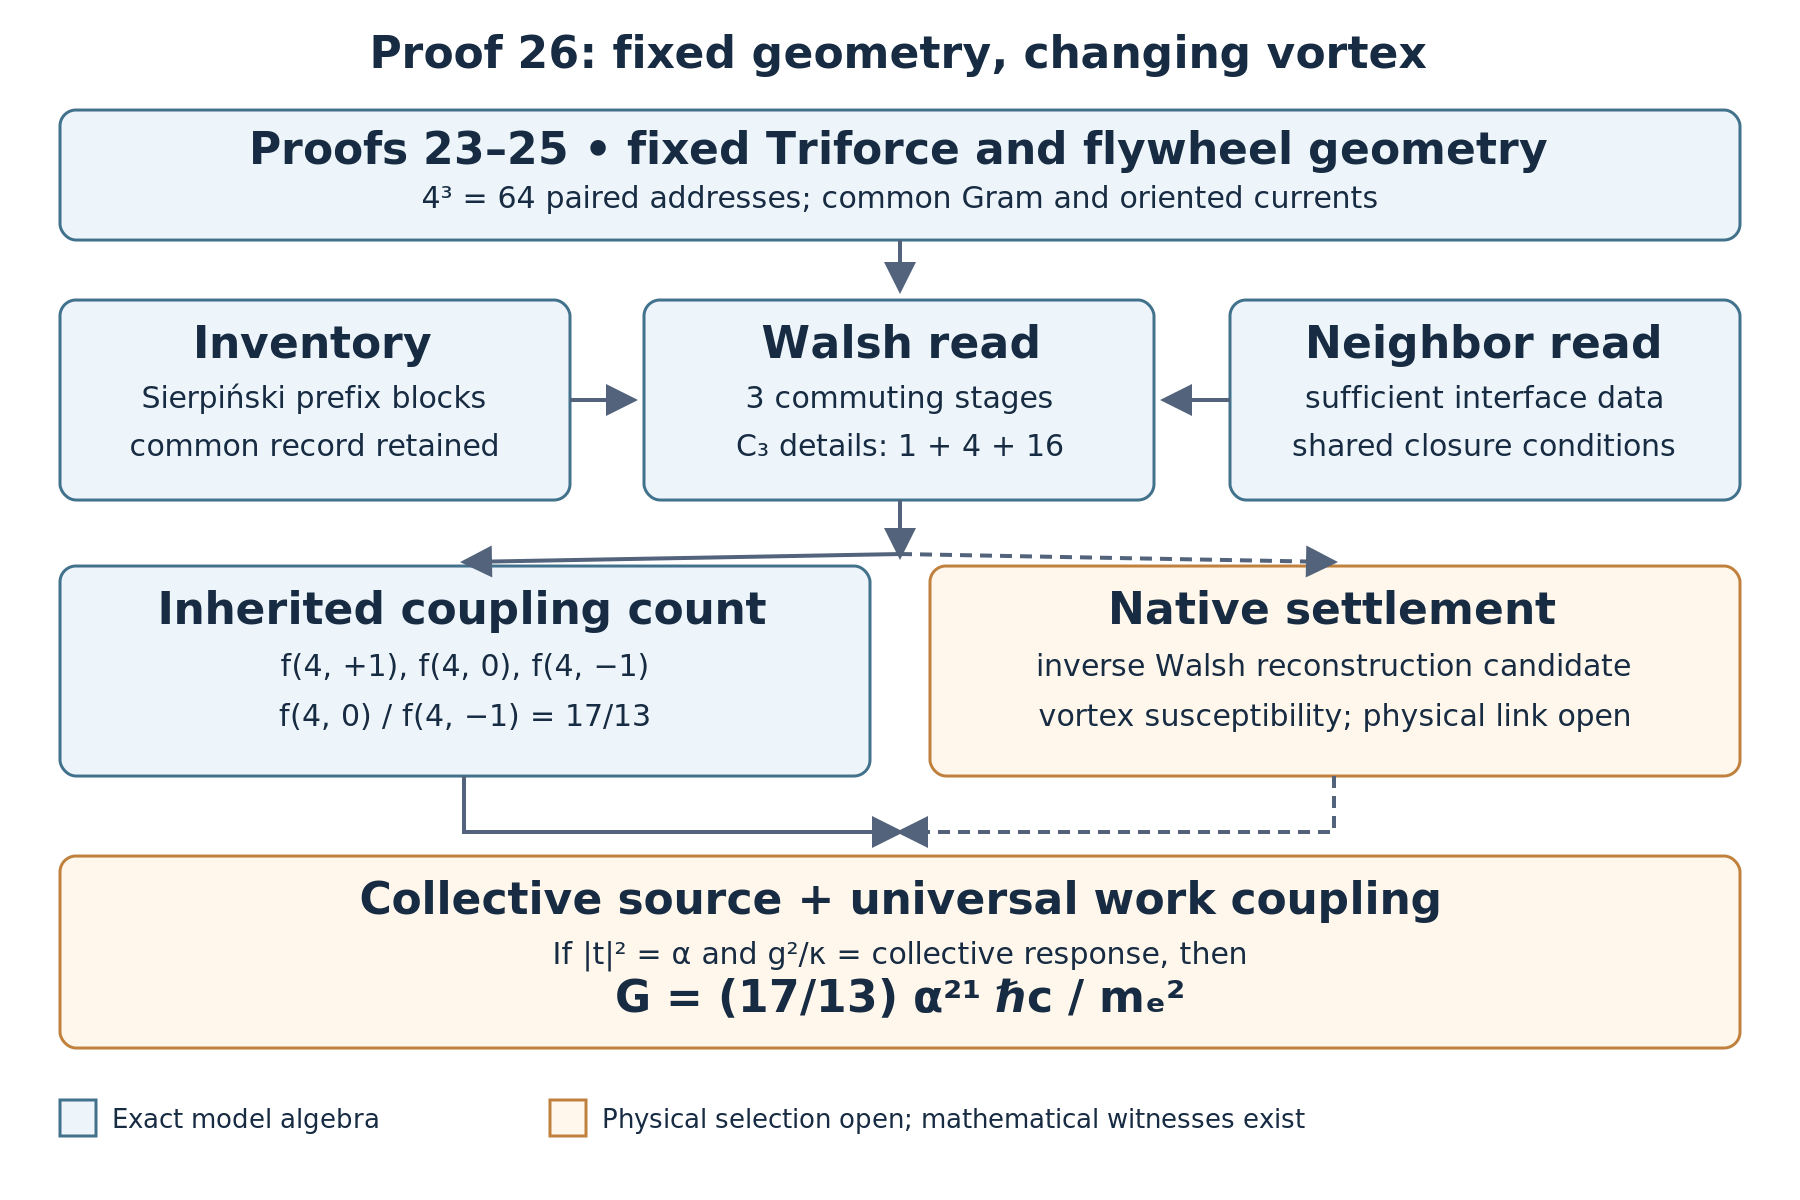 Proof 26: fixed geometry, changing vortex
Proofs 23–25 • fixed Triforce and flywheel geometry
4³ = 64 paired addresses; common Gram and oriented currents
Inventory
Sierpiński prefix blocks
common record retained
Walsh read
3 commuting stages
C₃ details: 1 + 4 + 16
Neighbor read
sufficient interface data
shared closure conditions
Inherited coupling count
f(4, +1), f(4, 0), f(4, −1)
f(4, 0) / f(4, −1) = 17/13
Native settlement
inverse Walsh reconstruction candidate
vortex susceptibility; physical link open
Collective source + universal work coupling
If |t|² = α and g²/κ = collective response, then
G = (17/13) α²¹ ℏc / mₑ²
Exact model algebra
Physical selection open; mathematical witnesses exist